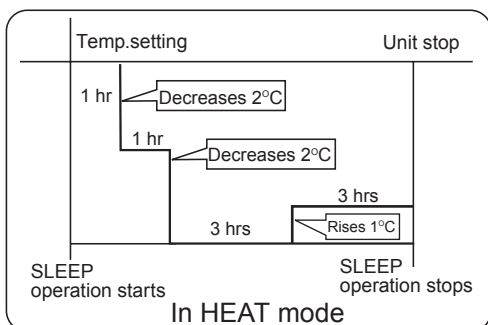 Temp.setting
Unit stop
1 hr
Decreases 2°C
1 hr
Decreases 2°C
3 hrs
3 hrs
Rises 1°C
SLEEP
operation starts
SLEEP
operation stops
In HEAT mode